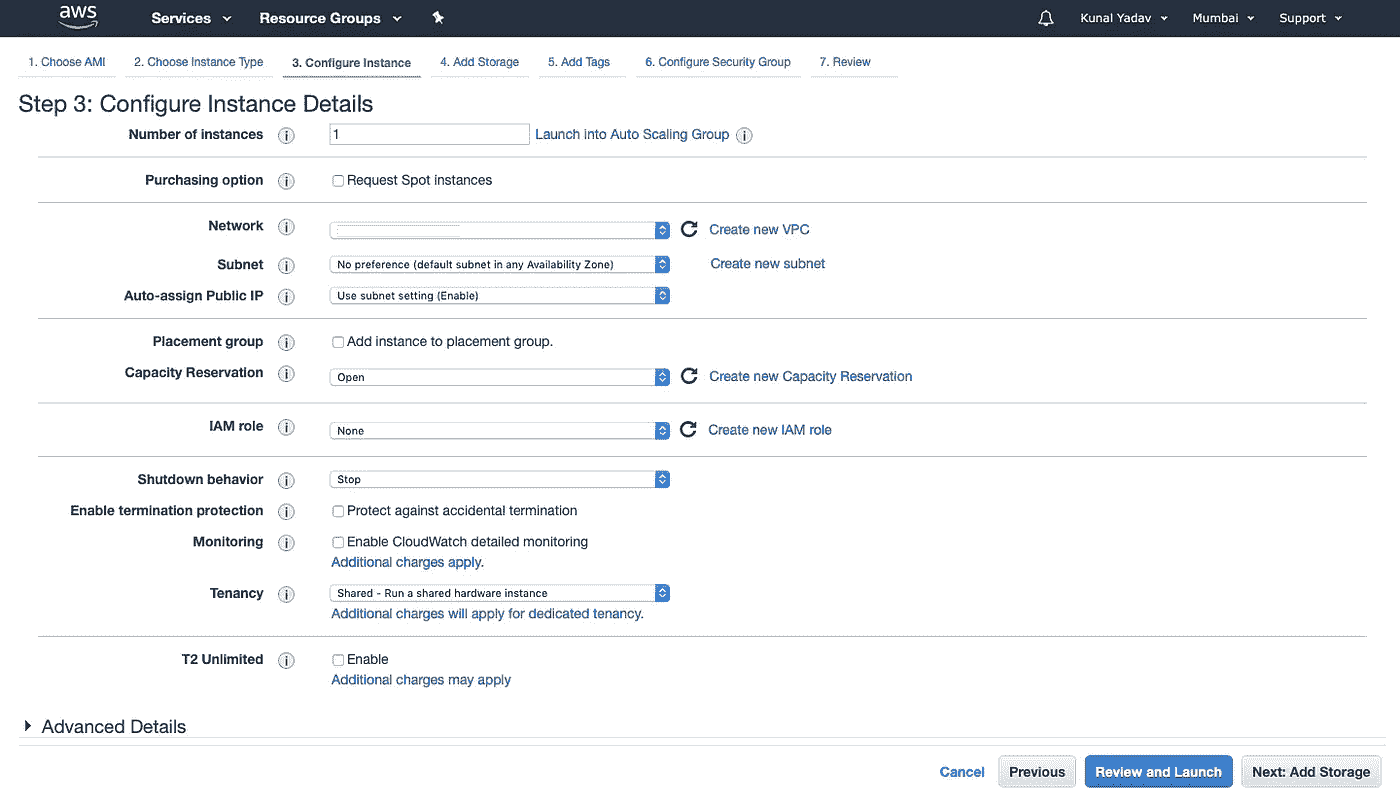 aws Services Resource Groups Kunal Yadav Mumbai Support
1. Choose AMI 2. Choose Instance Type 3. Configure Instance 4. Add Storage 5. Add Tags 6. Configure Security Group 7. Review
Step 3: Configure Instance Details
Number of instances i 1 Launch into Auto Scaling Group i
Purchasing option i Request Spot instances
Network i Create new VPC
Subnet i No preference (default subnet in any Availability Zone) Create new subnet
Auto-assign Public IP i Use subnet setting (Enable)
Placement group i Add instance to placement group.
Capacity Reservation i Open Create new Capacity Reservation
IAM role i None Create new IAM role
Shutdown behavior i Stop
Enable termination protection i Protect against accidental termination
Monitoring i Enable CloudWatch detailed monitoring
Additional charges apply.
Tenancy i Shared - Run a shared hardware instance
Additional charges will apply for dedicated tenancy.
T2 Unlimited i Enable
Additional charges may apply
Advanced Details
Cancel Previous Review and Launch Next: Add Storage